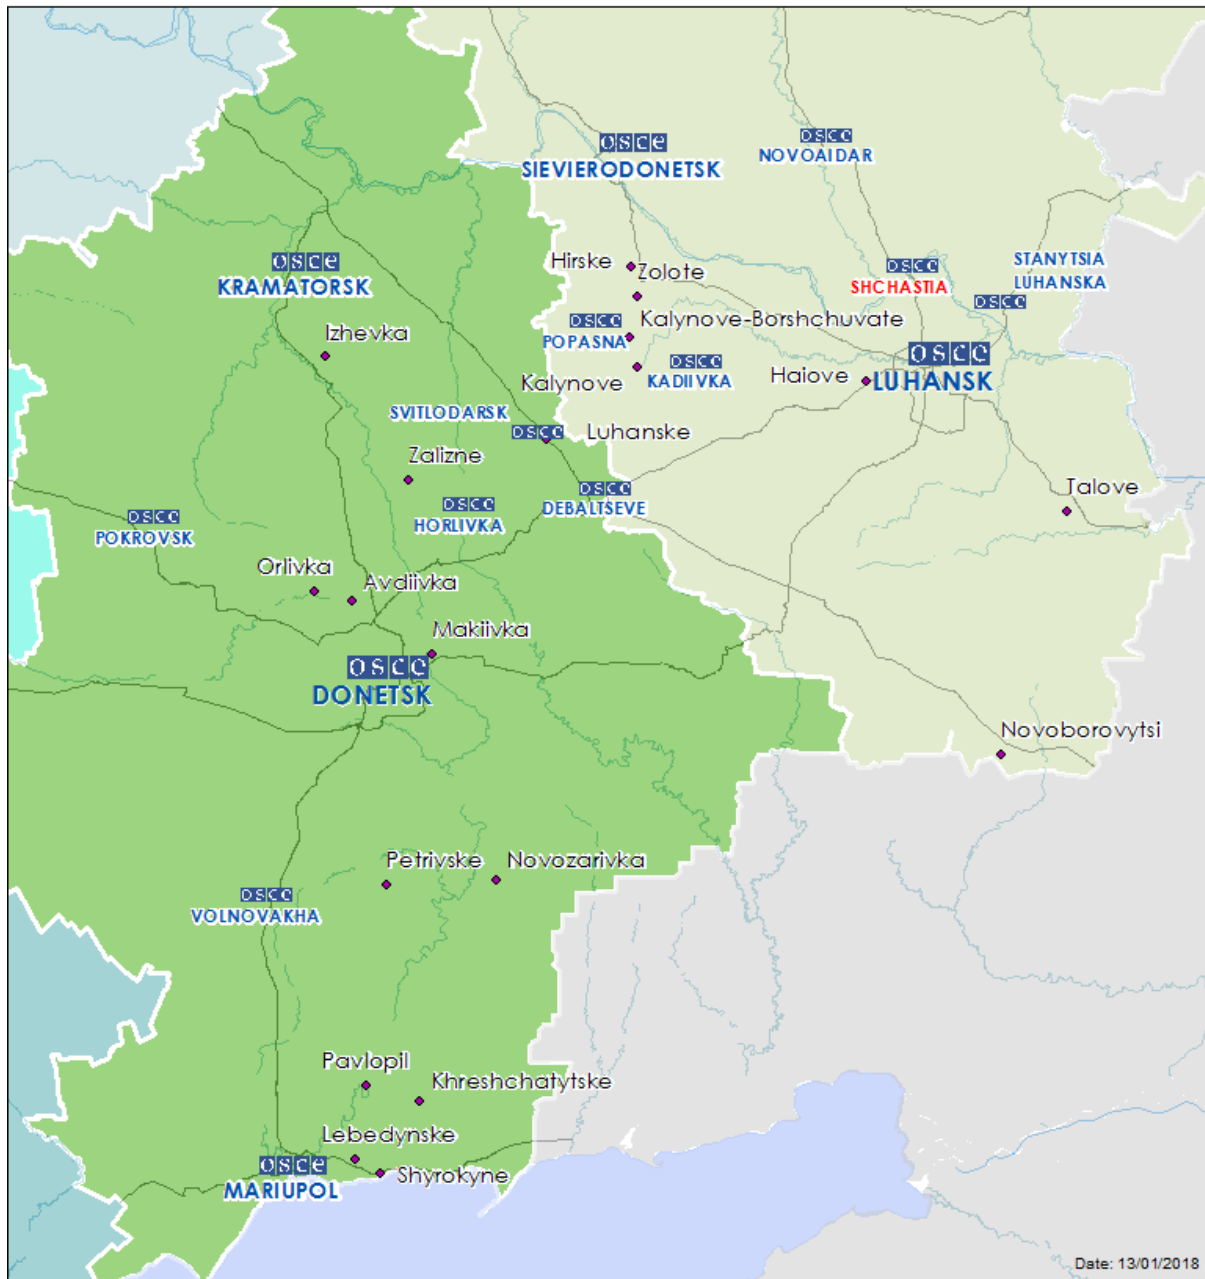 OSCE
SIEVIERODONETSK
OSCE
NOVOAIDAR
OSCE
KRAMATORSK
Hirske
Zolote
OSCE
SHCHASTIA
STANYTSIA
LUHANSKA
OSCE
Izhevka
OSCE
POPASNA
Kalynove-Borshchuvate
OSCE
KADIIVKA
Kalynove
Haiove
OSCE
LUHANSK
SVITLODARSK
OSCE
Luhanske
Zalizne
OSCE
HORLIVKA
OSCE
DEBALTSEVE
Talove
OSCE
POKROVSK
Orlivka
Avdiivka
Makiivka
OSCE
DONETSK
Novoborovytsi
Petrivske
Novozarivka
OSCE
VOLNOVAKHA
Pavlopil
Khreshchatytske
Lebedynske
OSCE
MARIUPOL
Shyrokyne
Date: 13/01/2018